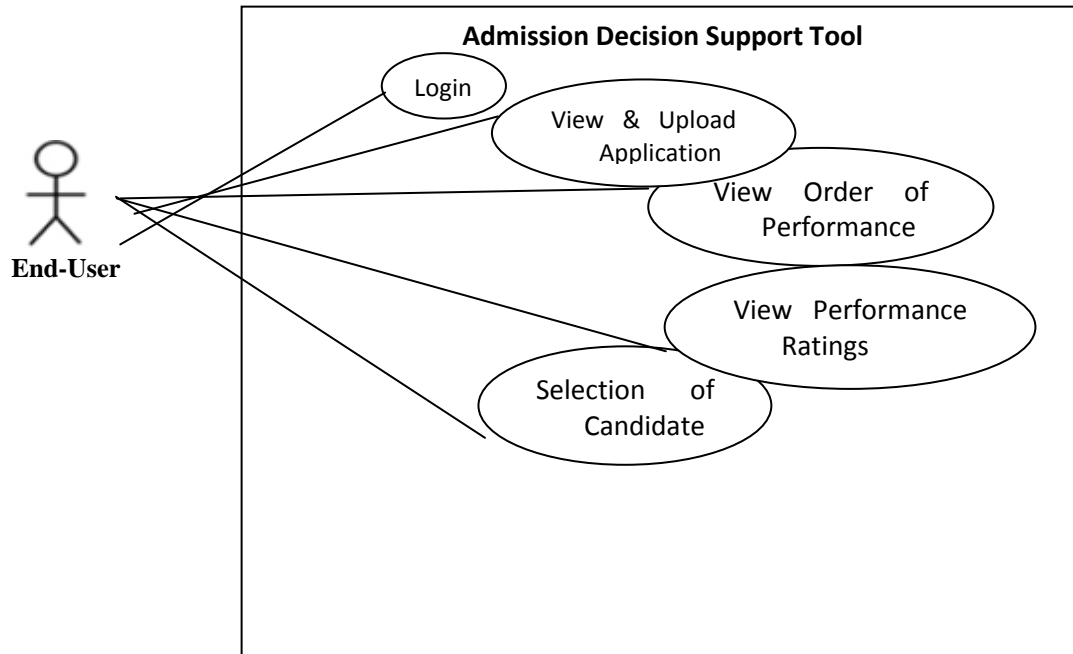 Admission Decision Support Tool
Login
View & Upload
Application
View Order of
Performance
End-User
View Performance
Ratings
Selection of
Candidate